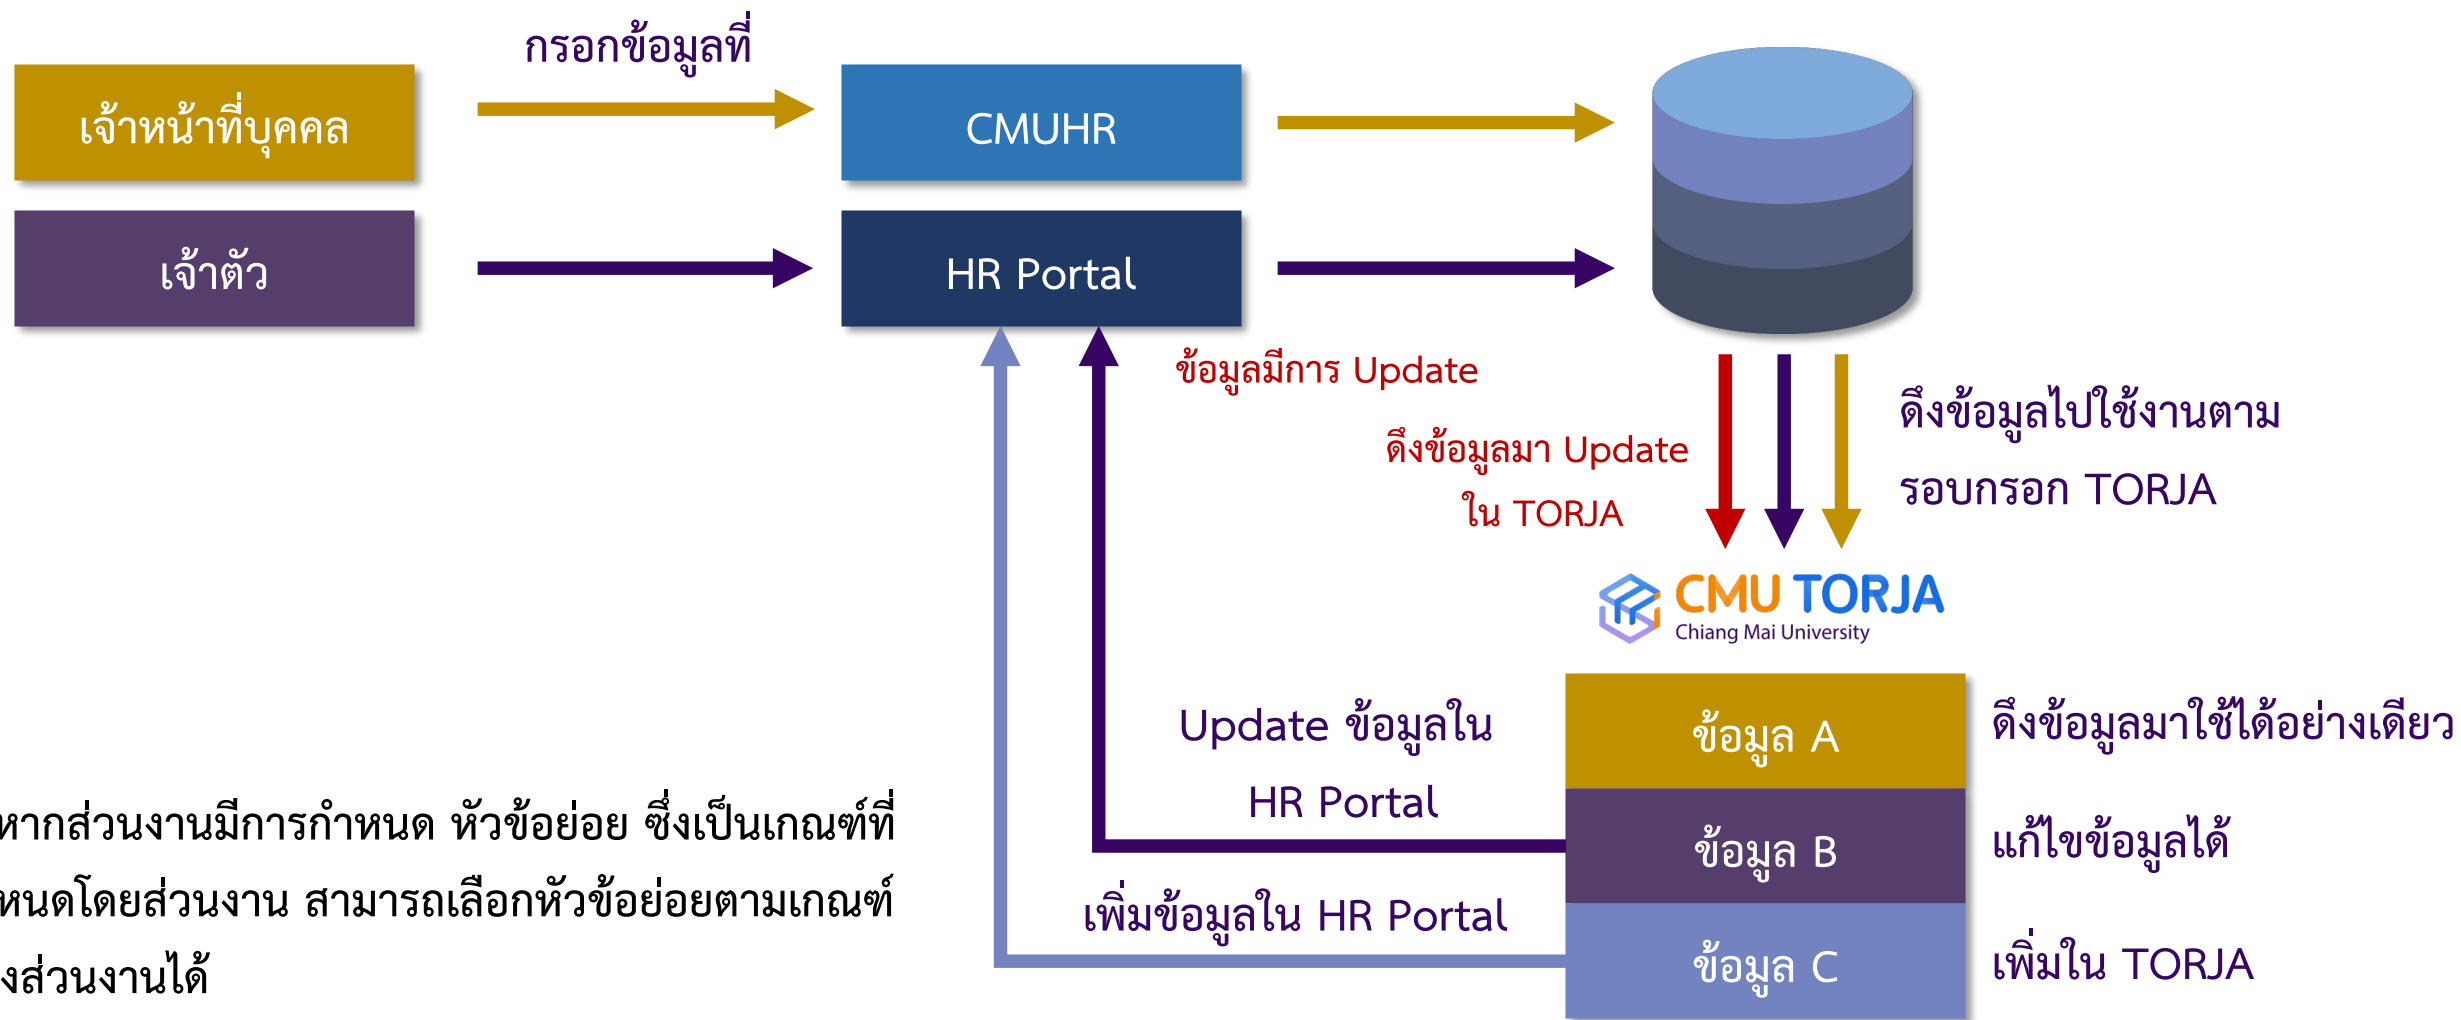 กรอกข้อมูลที่
เจ้าหน้าที่บุคคล
CMUHR
เจ้าตัว
HR Portal
ข้อมูลมีการ Update
ดึงข้อมูลมา Update
ใน TORJA
ดึงข้อมูลไปใช้งานตาม
รอบกรอก TORJA
CMU TORJA
Chiang Mai University
Update ข้อมูลใน
HR Portal
ข้อมูล A
ดึงข้อมูลมาใช้ได้อย่างเดียว
ข้อมูล B
แก้ไขข้อมูลได้
เพิ่มข้อมูลใน HR Portal
ข้อมูล C
เพิ่มใน TORJA
หากส่วนงานมีการกำหนด หัวข้อย่อย ซึ่งเป็นเกณฑ์ที่
หนดโดยส่วนงาน สามารถเลือกหัวข้อย่อยตามเกณฑ์
งส่วนงานได้